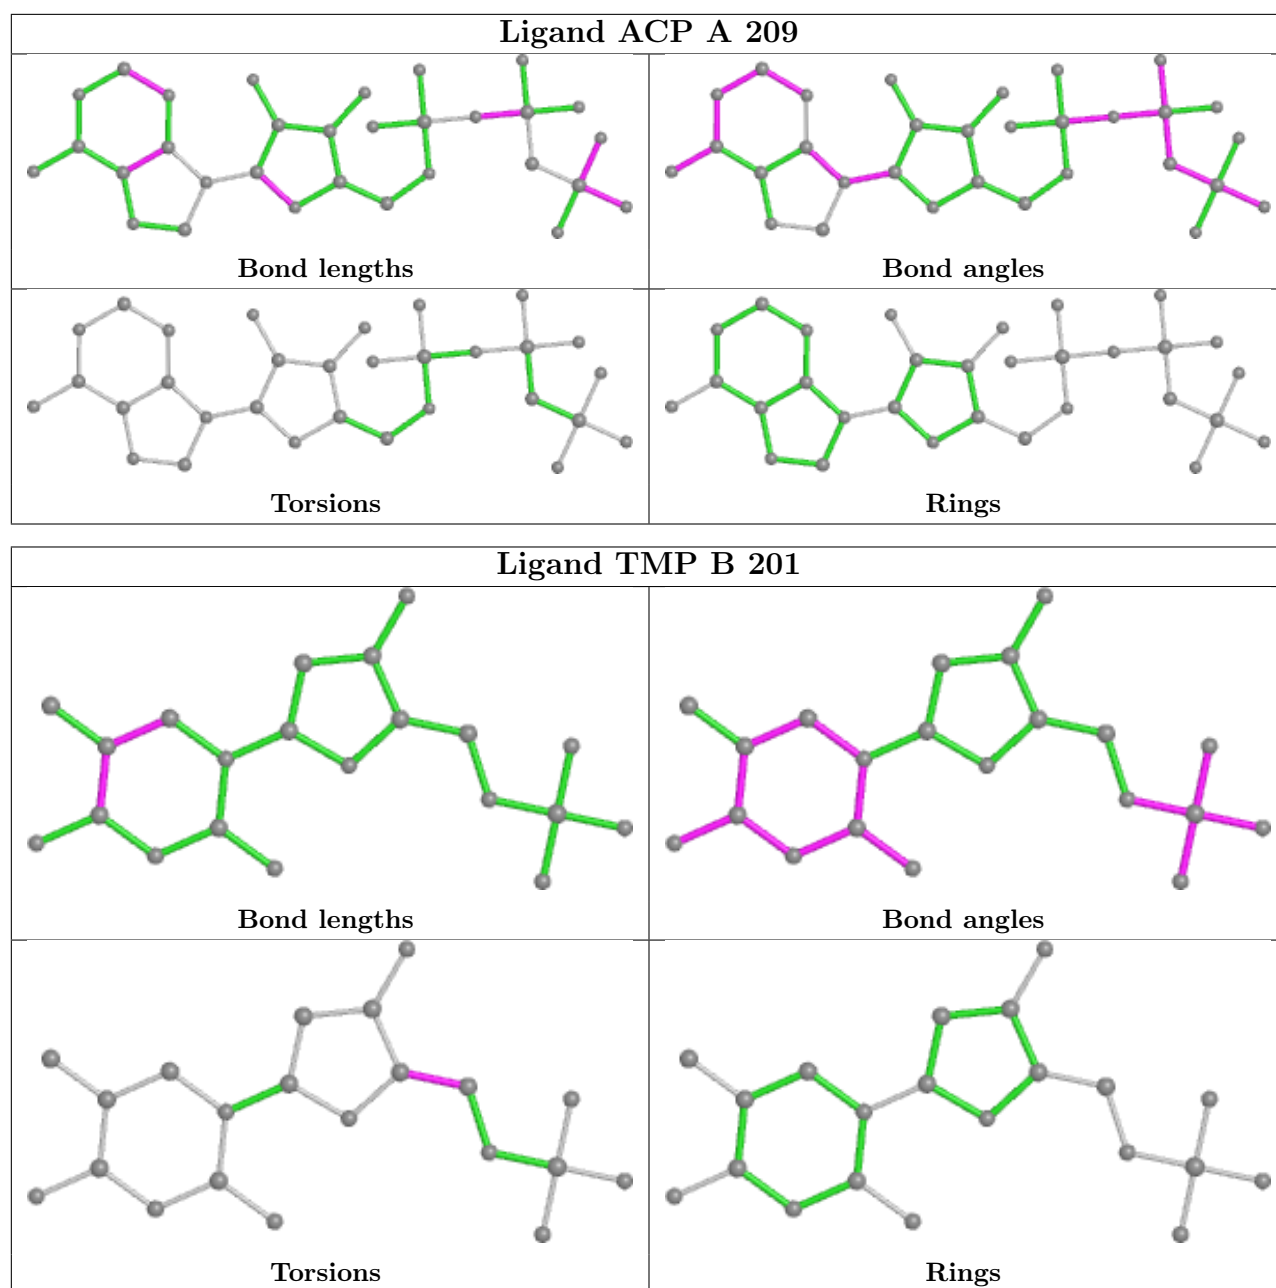 Ligand ACP A 209
Bond lengths
Bond angles
Torsions
Rings
Ligand TMP B 201
Bond lengths
Bond angles
Torsions
Rings